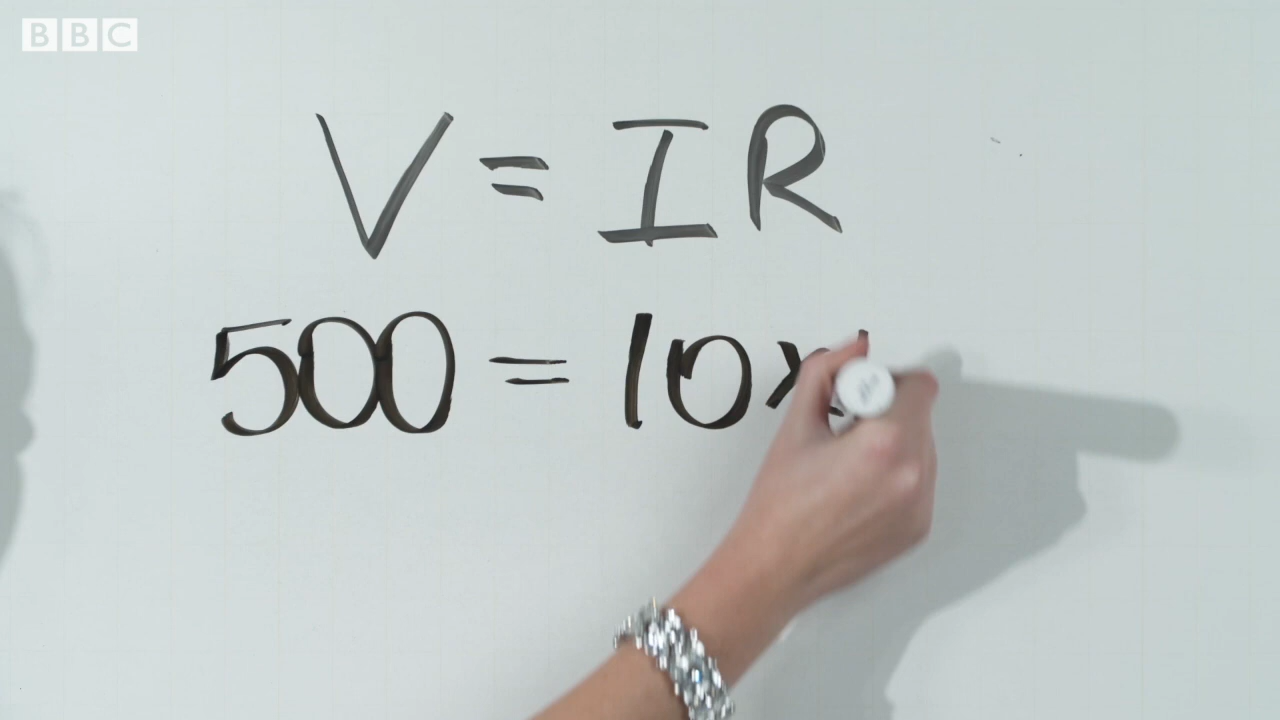 BBC
V = IR
500 = 10x